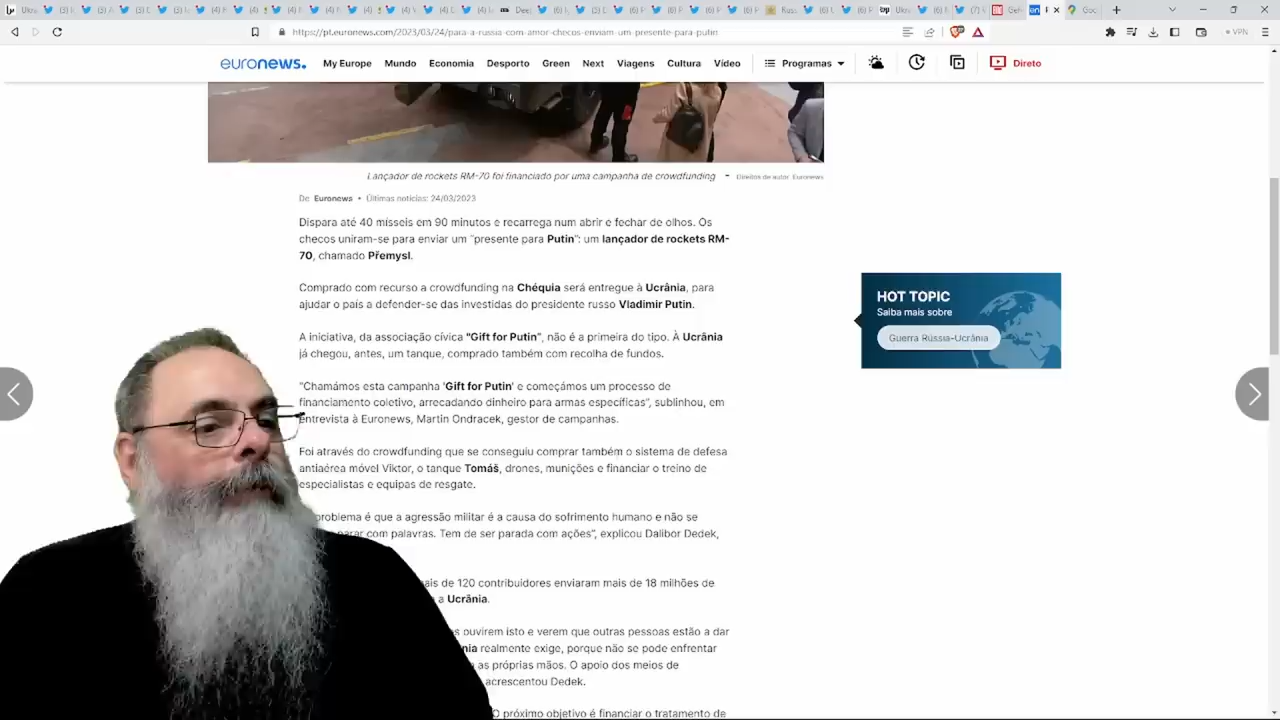 https://pt.euronews.com/2023/03/24/para-a-russia-com-amor-checos-enviam-um-presente-para-putin
VPN
euronews. My Europe Mundo Economia Desporto Green Next Viagens Cultura Vídeo Programas Direto
Lançador de rockets RM-70 foi financiado por uma campanha de crowdfunding - Direitos de autor Euronews
De Euronews • Últimas notícias: 24/03/2023
Dispara até 40 mísseis em 90 minutos e recarrega num abrir e fechar de olhos. Os
checos uniram-se para enviar um "presente para Putin": um lançador de rockets RM-
70, chamado Přemysl.
Comprado com recurso a crowdfunding na Chéquia será entregue à Ucrânia, para
ajudar o país a defender-se das investidas do presidente russo Vladimir Putin.
A iniciativa, da associação cívica "Gift for Putin", não é a primeira do tipo. À Ucrânia
já chegou, antes, um tanque, comprado também com recolha de fundos.
"Chamámos esta campanha 'Gift for Putin' e começámos um processo de
financiamento coletivo, arrecadando dinheiro para armas específicas", sublinhou, em
entrevista à Euronews, Martin Ondracek, gestor de campanhas.
Foi através do crowdfunding que se conseguiu comprar também o sistema de defesa
antiaérea móvel Viktor, o tanque Tomáš, drones, munições e financiar o treino de
especialistas e equipas de resgate.
problema é que a agressão militar é a causa do sofrimento humano e não se
parar com palavras. Tem de ser parada com ações", explicou Dalibor Dedek,
mais de 120 contribuidores enviaram mais de 18 milhões de
a Ucrânia.
ouvirem isto e verem que outras pessoas estão a dar
realmente exige, porque não se pode enfrentar
as próprias mãos. O apoio dos meios de
acrescentou Dedek.
O próximo objetivo é financiar o tratamento de
HOT TOPIC
Saiba mais sobre
Guerra Rússia-Ucrânia